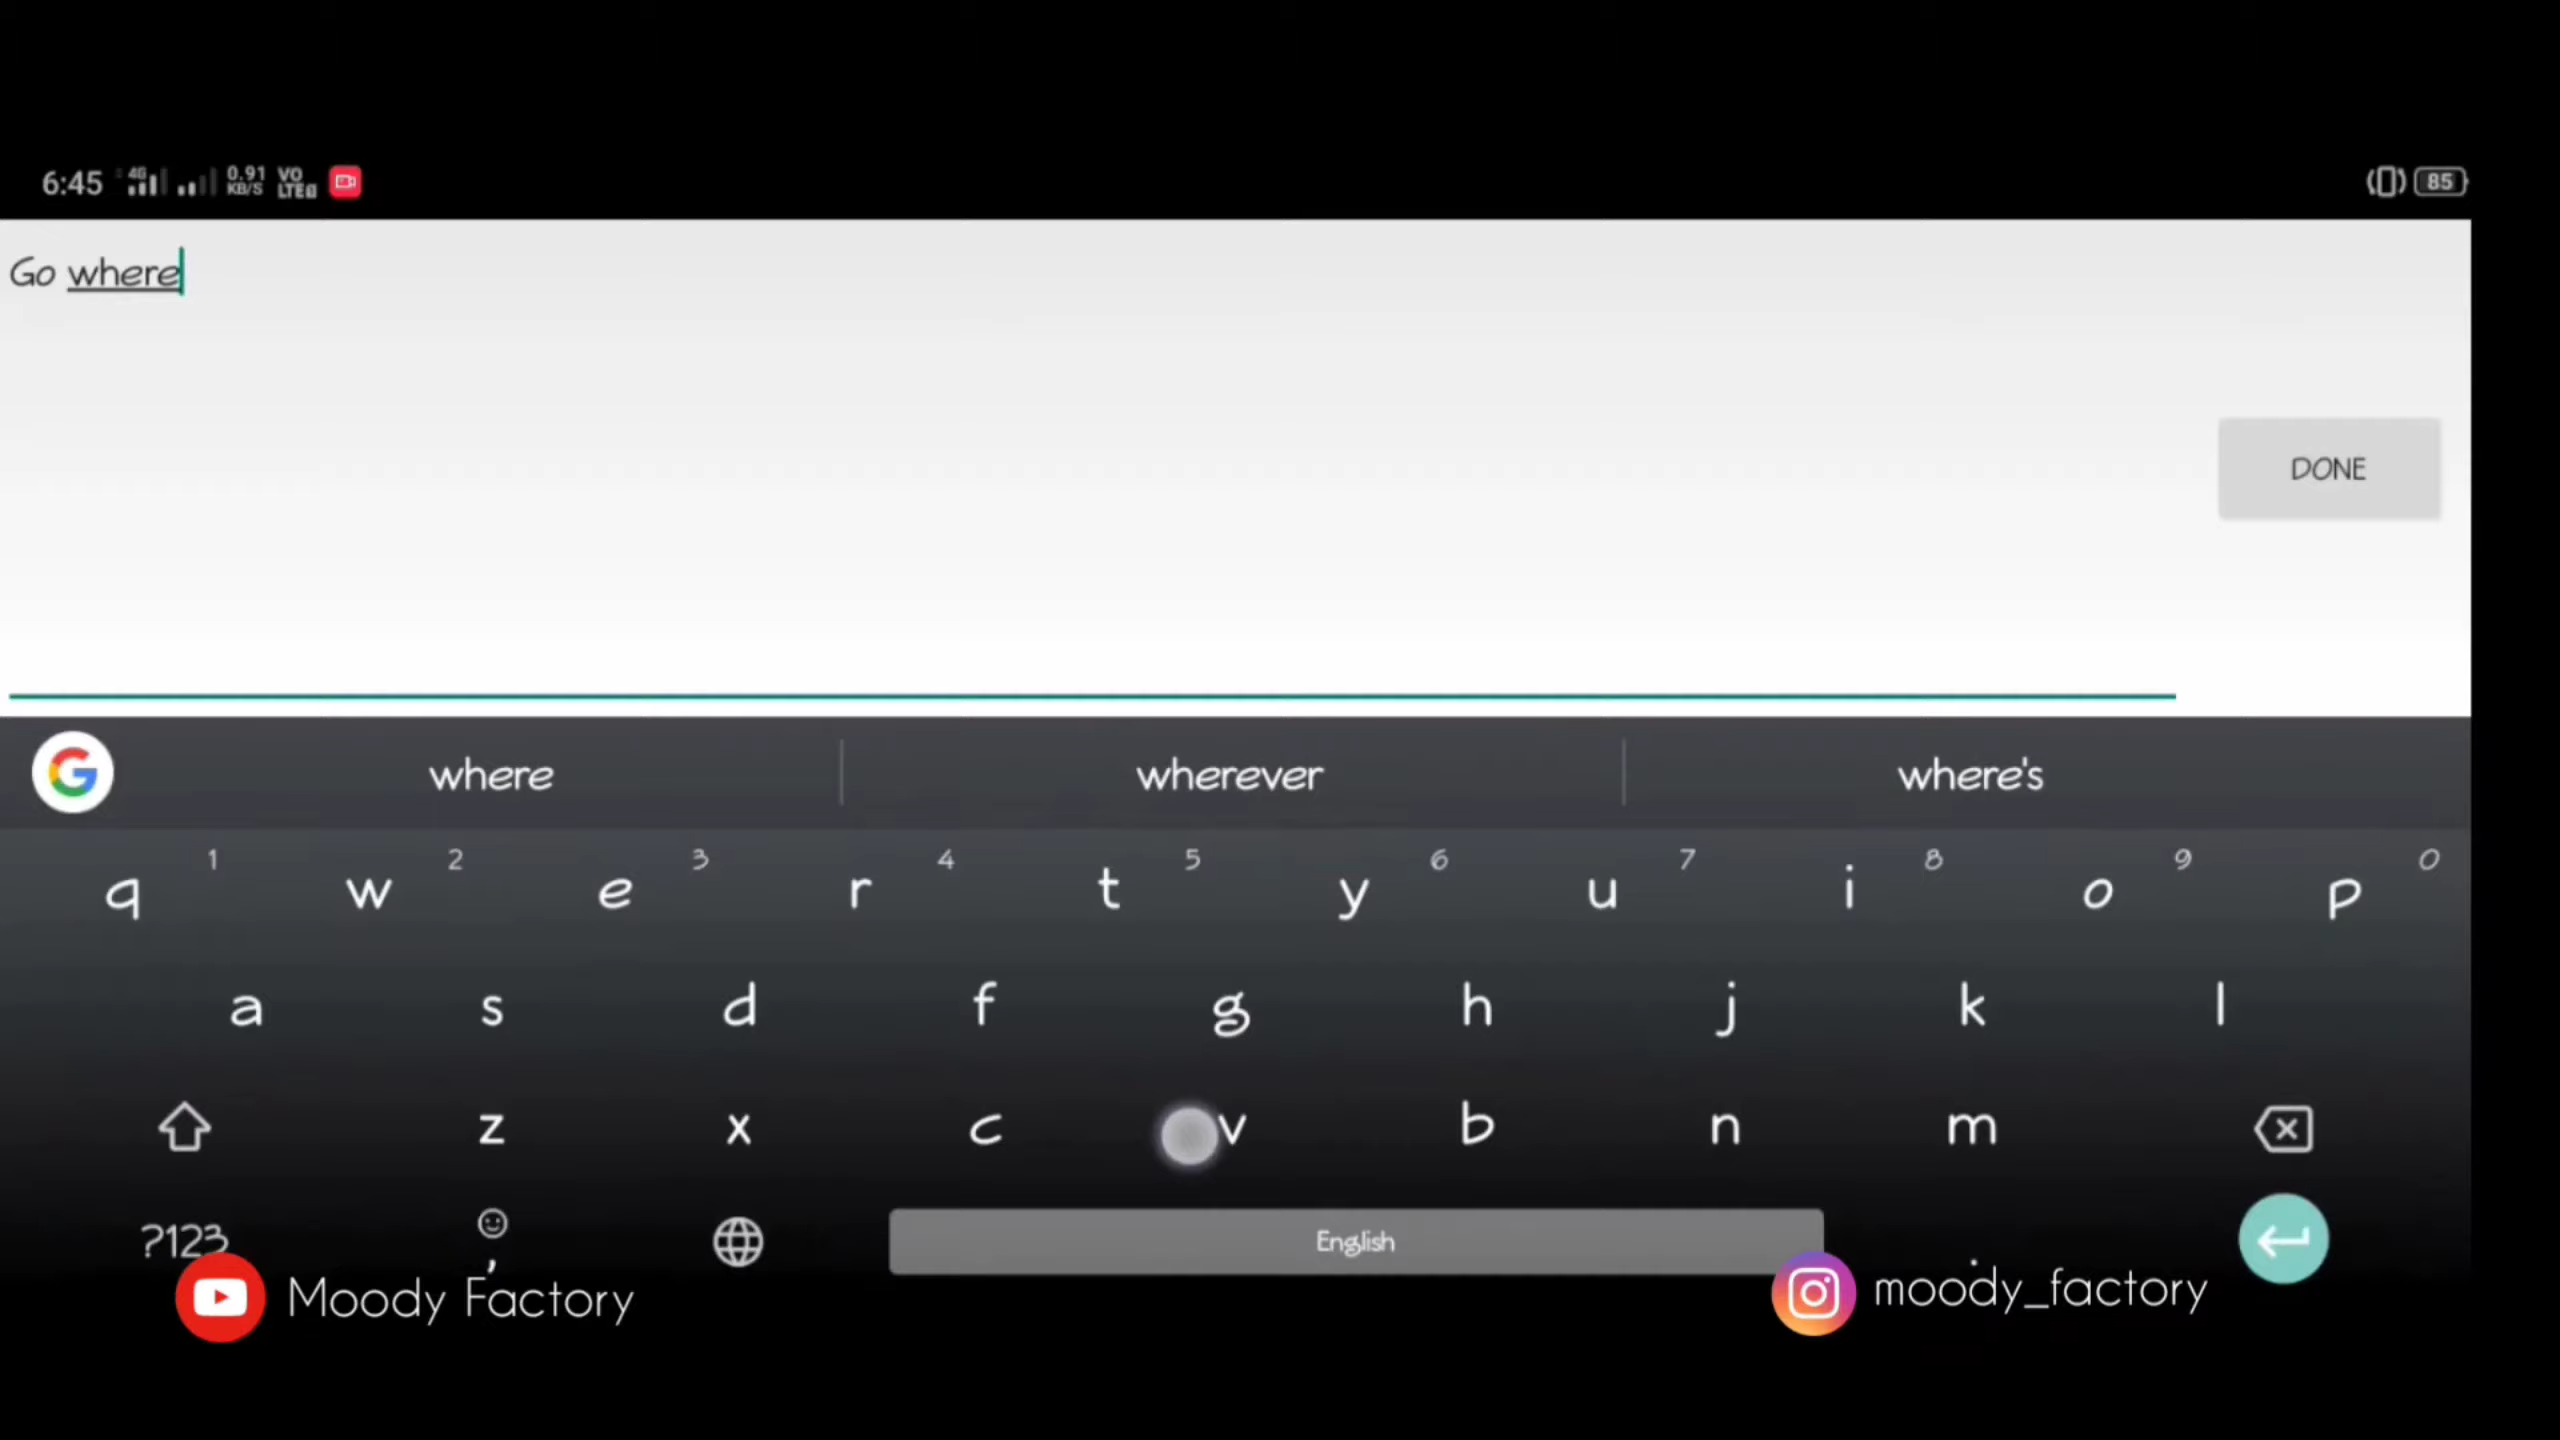 6:45 4G 0.91 KB/S VO LTE 85
Go where
DONE
G where wherever where's
1 2 3 4 5 6 7 8 9 0
q w e r t y u i o p
a s d f g h j k l
z x c v b n m
?123 , English .
Moody Factory moody_factory